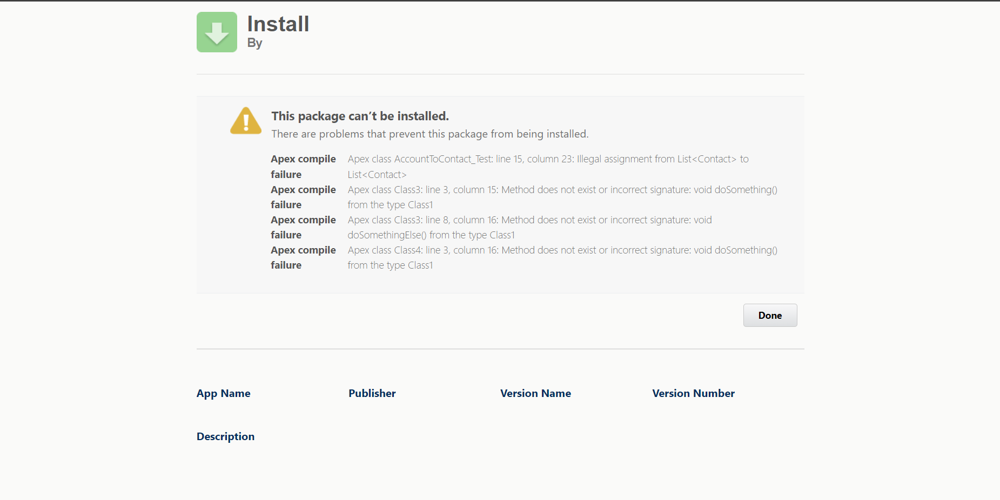 Install
By
This package can’t be installed.
There are problems that prevent this package from being installed.
Apex compile failure
Apex class AccountToContact_Test: line 15, column 23: Illegal assignment from List<Contact> to
List<Contact>
Apex compile failure
Apex class Class3: line 3, column 15: Method does not exist or incorrect signature: void doSomething()
from the type Class1
Apex compile failure
Apex class Class3: line 8, column 16: Method does not exist or incorrect signature: void
doSomethingElse() from the type Class1
Apex compile failure
Apex class Class4: line 3, column 16: Method does not exist or incorrect signature: void doSomething()
from the type Class1
Done
App Name
Publisher
Version Name
Version Number
Description